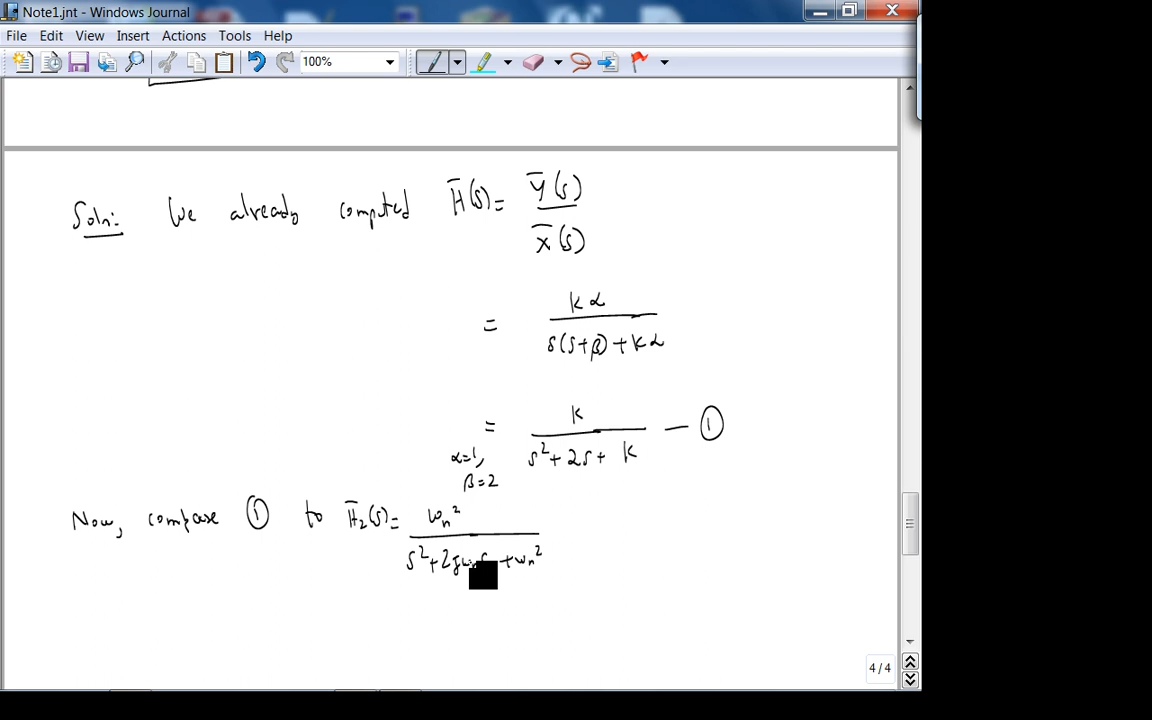 Note1.jnt - Windows Journal
File Edit View Insert Actions Tools Help
100%
Soln: We already computed H̄(s) = Ȳ(s) / X̄(s)
= kα / s(s+β) + kα
= k / s² + 2s + k — ①
α=1,
β=2
Now, compare ① to H̄₂(s) = ωn² / s² + 2ζωns + ωn²
4 / 4